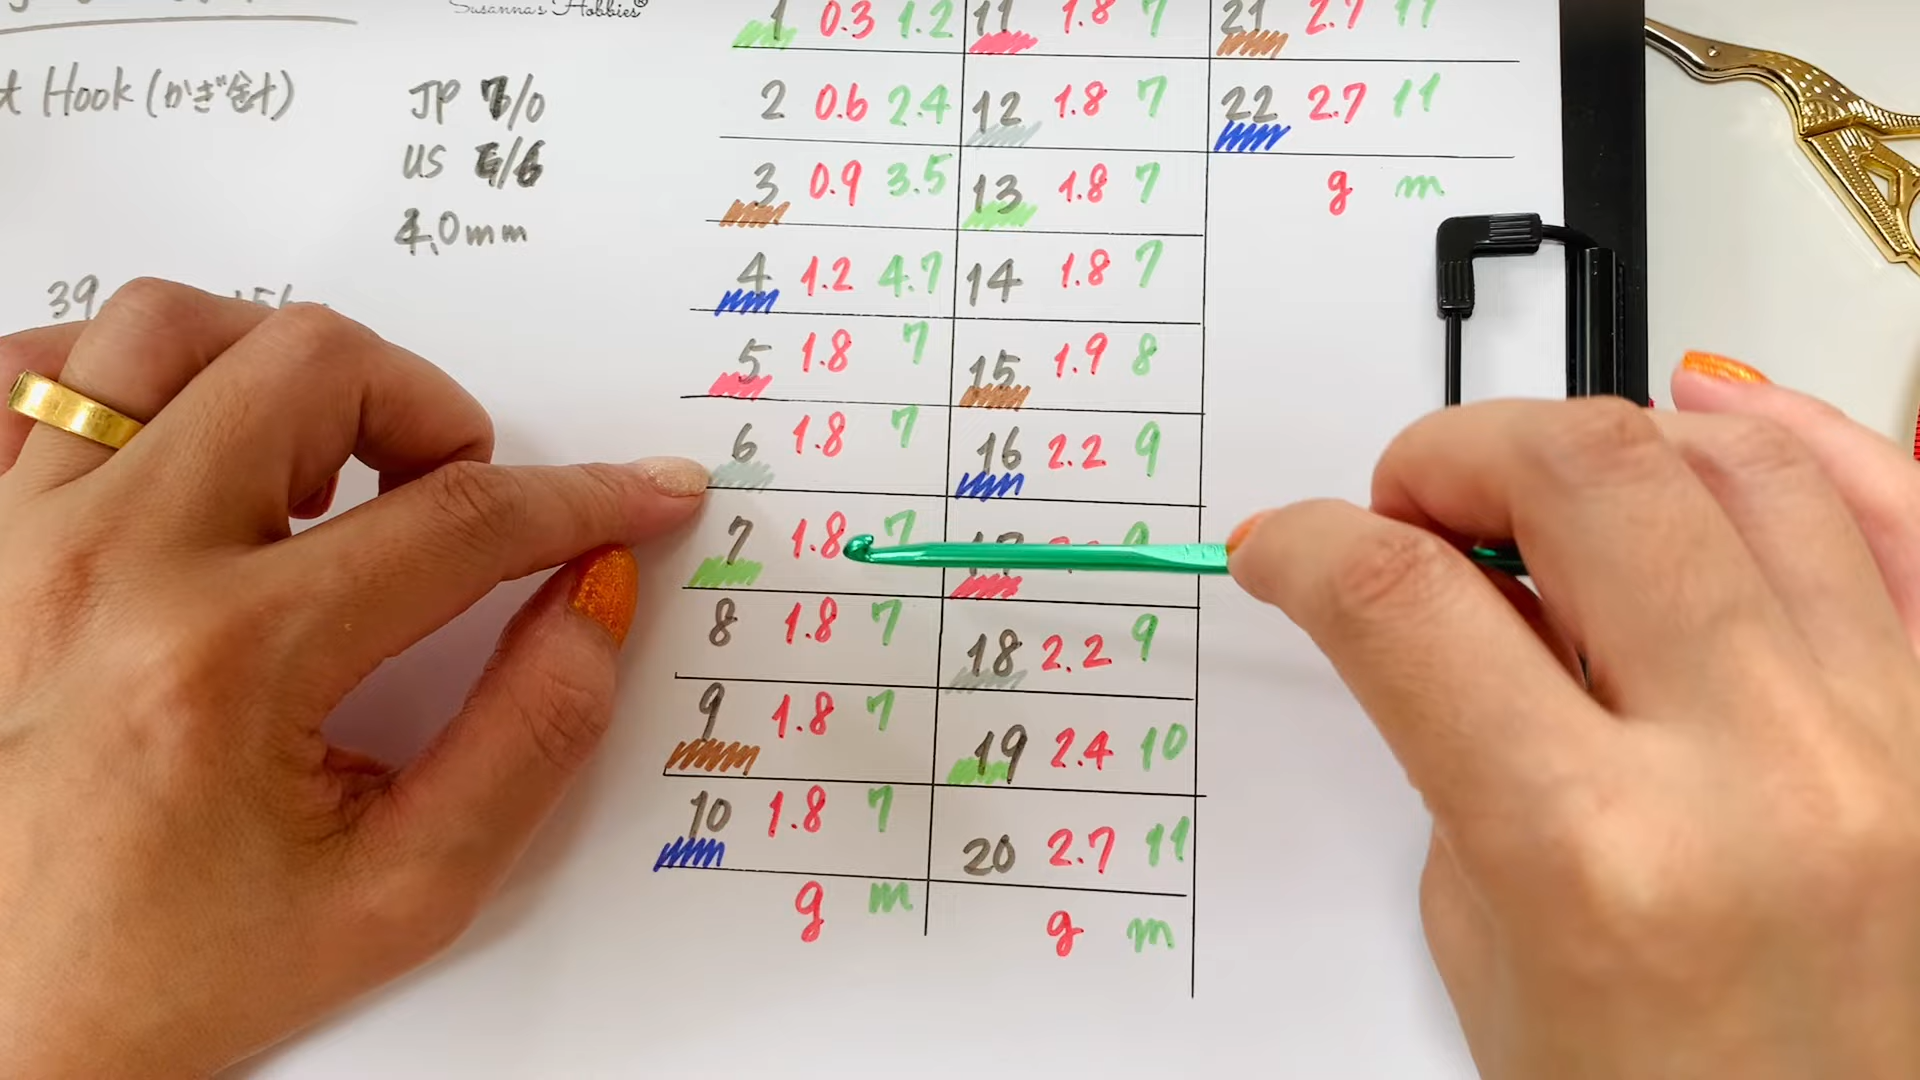 Susanna's Hobbies®
Hook (かぎ針)
JP 7/0
US /6
4.0mm
39
1 0.3 1.2
2 0.6 2.4
3 0.9 3.5
4 1.2 4.7
5 1.8 7
6 1.8 7
7 1.8 7
8 1.8 7
9 1.8 7
10 1.8 7
g m
11 1.8 7
12 1.8 7
13 1.8 7
14 1.8 7
15 1.9 8
16 2.2 9
17
18 2.2 9
19 2.4 10
20 2.7 11
g m
21 2.7 11
22 2.7 11
g m